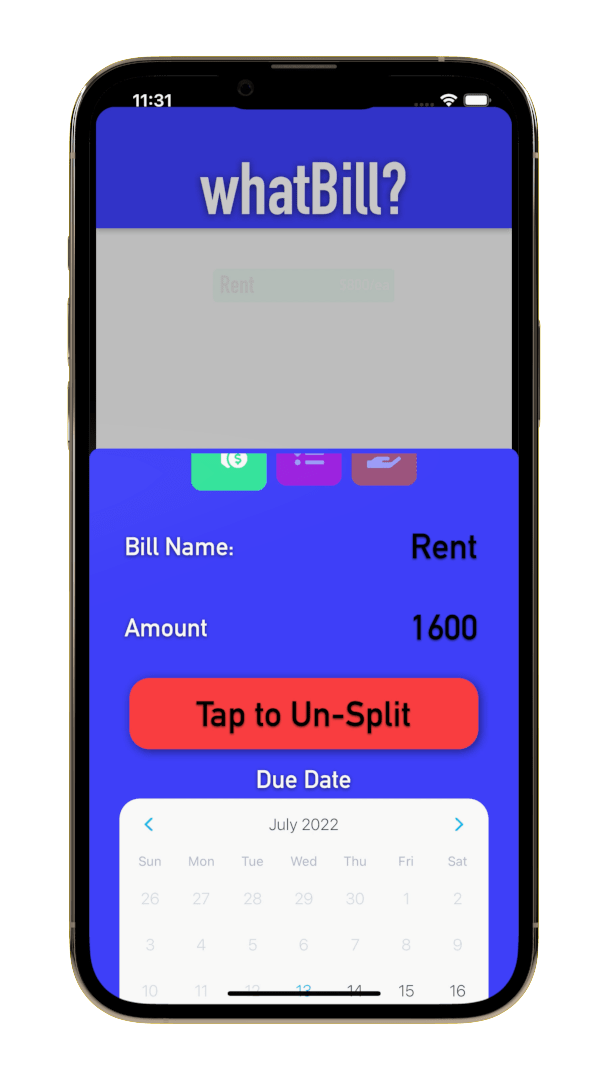 11:31
whatBill?
Rent
$
Bill Name: Rent
Amount 1600
Tap to Un-Split
Due Date
July 2022
Sun Mon Tue Wed Thu Fri Sat
26 27 28 29 30 1 2
3 4 5 6 7 8 9
10 11 12 13 14 15 16